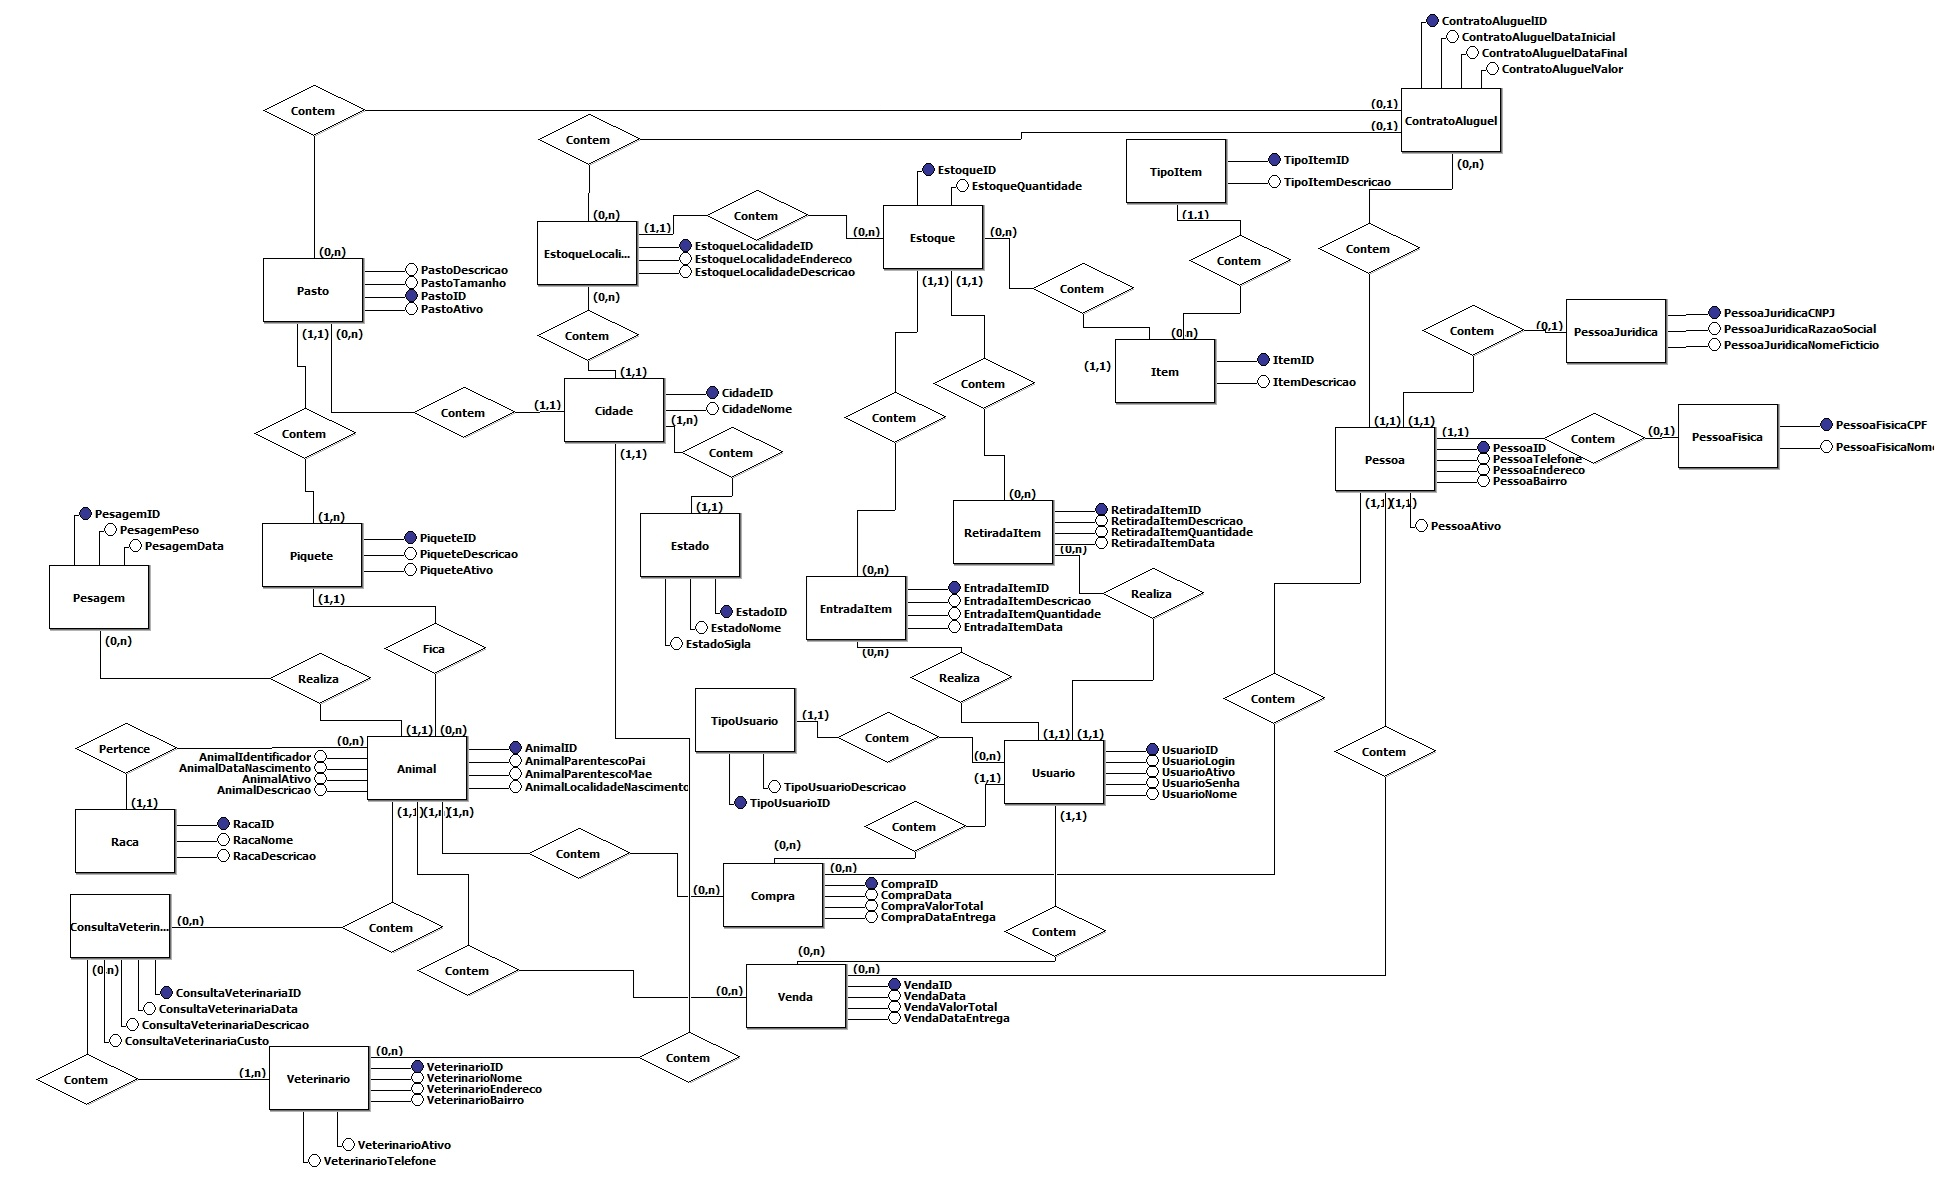 ContratoAluguelID
ContratoAluguelDataInicial
ContratoAluguelDataFinal
ContratoAluguelValor
Contem
(0,1)
ContratoAluguel
(0,1)
Contem
(0,n)
TipoItem
TipoItemID
TipoItemDescricao
(1,1)
EstoqueID
EstoqueQuantidade
Contem
(0,n)
(1,1)
(0,n)
Estoque
(0,n)
EstoqueLocali...
EstoqueLocalidadeID
EstoqueLocalidadeEndereco
EstoqueLocalidadeDescricao
(0,n)
Contem
Contem
(0,n)
Pasto
PastoDescricao
PastoTamanho
PastoID
PastoAtivo
(1,1)
(0,n)
(1,1)
(1,1)
Contem
Contem
(0,n)
(1,1)
Item
ItemID
ItemDescricao
Contem
(0,1)
PessoaJuridica
PessoaJuridicaCNPJ
PessoaJuridicaRazaoSocial
PessoaJuridicaNomeFicticio
(1,1)
Cidade
CidadeID
CidadeNome
Contem
(1,1)
(1,n)
(1,1)
Contem
Contem
Contem
Contem
(1,1)
Estado
EstadoID
EstadoNome
EstadoSigla
(1,1)
(1,1)
(1,1)
Contem
(0,1)
PessoaFisica
PessoaFisicaCPF
PessoaFisicaNom
Pessoa
PessoaID
PessoaTelefone
PessoaEndereco
PessoaBairro
(1,1)
(1,1)
PessoaAtivo
(0,n)
RetiradaItem
RetiradaItemID
RetiradaItemDescricao
RetiradaItemQuantidade
RetiradaItemData
(0,n)
Realiza
PesagemID
PesagemPeso
PesagemData
Pesagem
(0,n)
(1,n)
Piquete
PiqueteID
PiqueteDescricao
PiqueteAtivo
(1,1)
(0,n)
EntradaItem
EntradaItemID
EntradaItemDescricao
EntradaItemQuantidade
EntradaItemData
(0,n)
Realiza
Fica
Realiza
Contem
TipoUsuario
(1,1)
Contem
(0,n)
TipoUsuarioDescricao
TipoUsuarioID
(1,1)
(1,1)
(1,1)
Usuario
UsuarioID
UsuarioLogin
UsuarioAtivo
UsuarioSenha
UsuarioNome
(1,1)
Contem
Pertence
(0,n)
(1,1)
(0,n)
AnimalIdentificador
AnimalDataNascimento
AnimalAtivo
AnimalDescricao
Animal
AnimalID
AnimalParentescoPai
AnimalParentescoMae
AnimalLocalidadeNascimento
(1,1)
(1,n)
(1,n)
(1,1)
Raca
RacaID
RacaNome
RacaDescricao
Contem
Contem
(0,n)
(0,n)
(0,n)
Compra
CompraID
CompraData
CompraValorTotal
CompraDataEntrega
ConsultaVeterin...
(0,n)
Contem
(0,n)
ConsultaVeterinariaID
ConsultaVeterinariaData
ConsultaVeterinariaDescricao
ConsultaVeterinariaCusto
Contem
Contem
(0,n)
(0,n)
(0,n)
Venda
VendaID
VendaData
VendaValorTotal
VendaDataEntrega
Contem
(1,n)
Veterinario
(0,n)
VeterinarioID
VeterinarioNome
VeterinarioEndereco
VeterinarioBairro
Contem
VeterinarioAtivo
VeterinarioTelefone